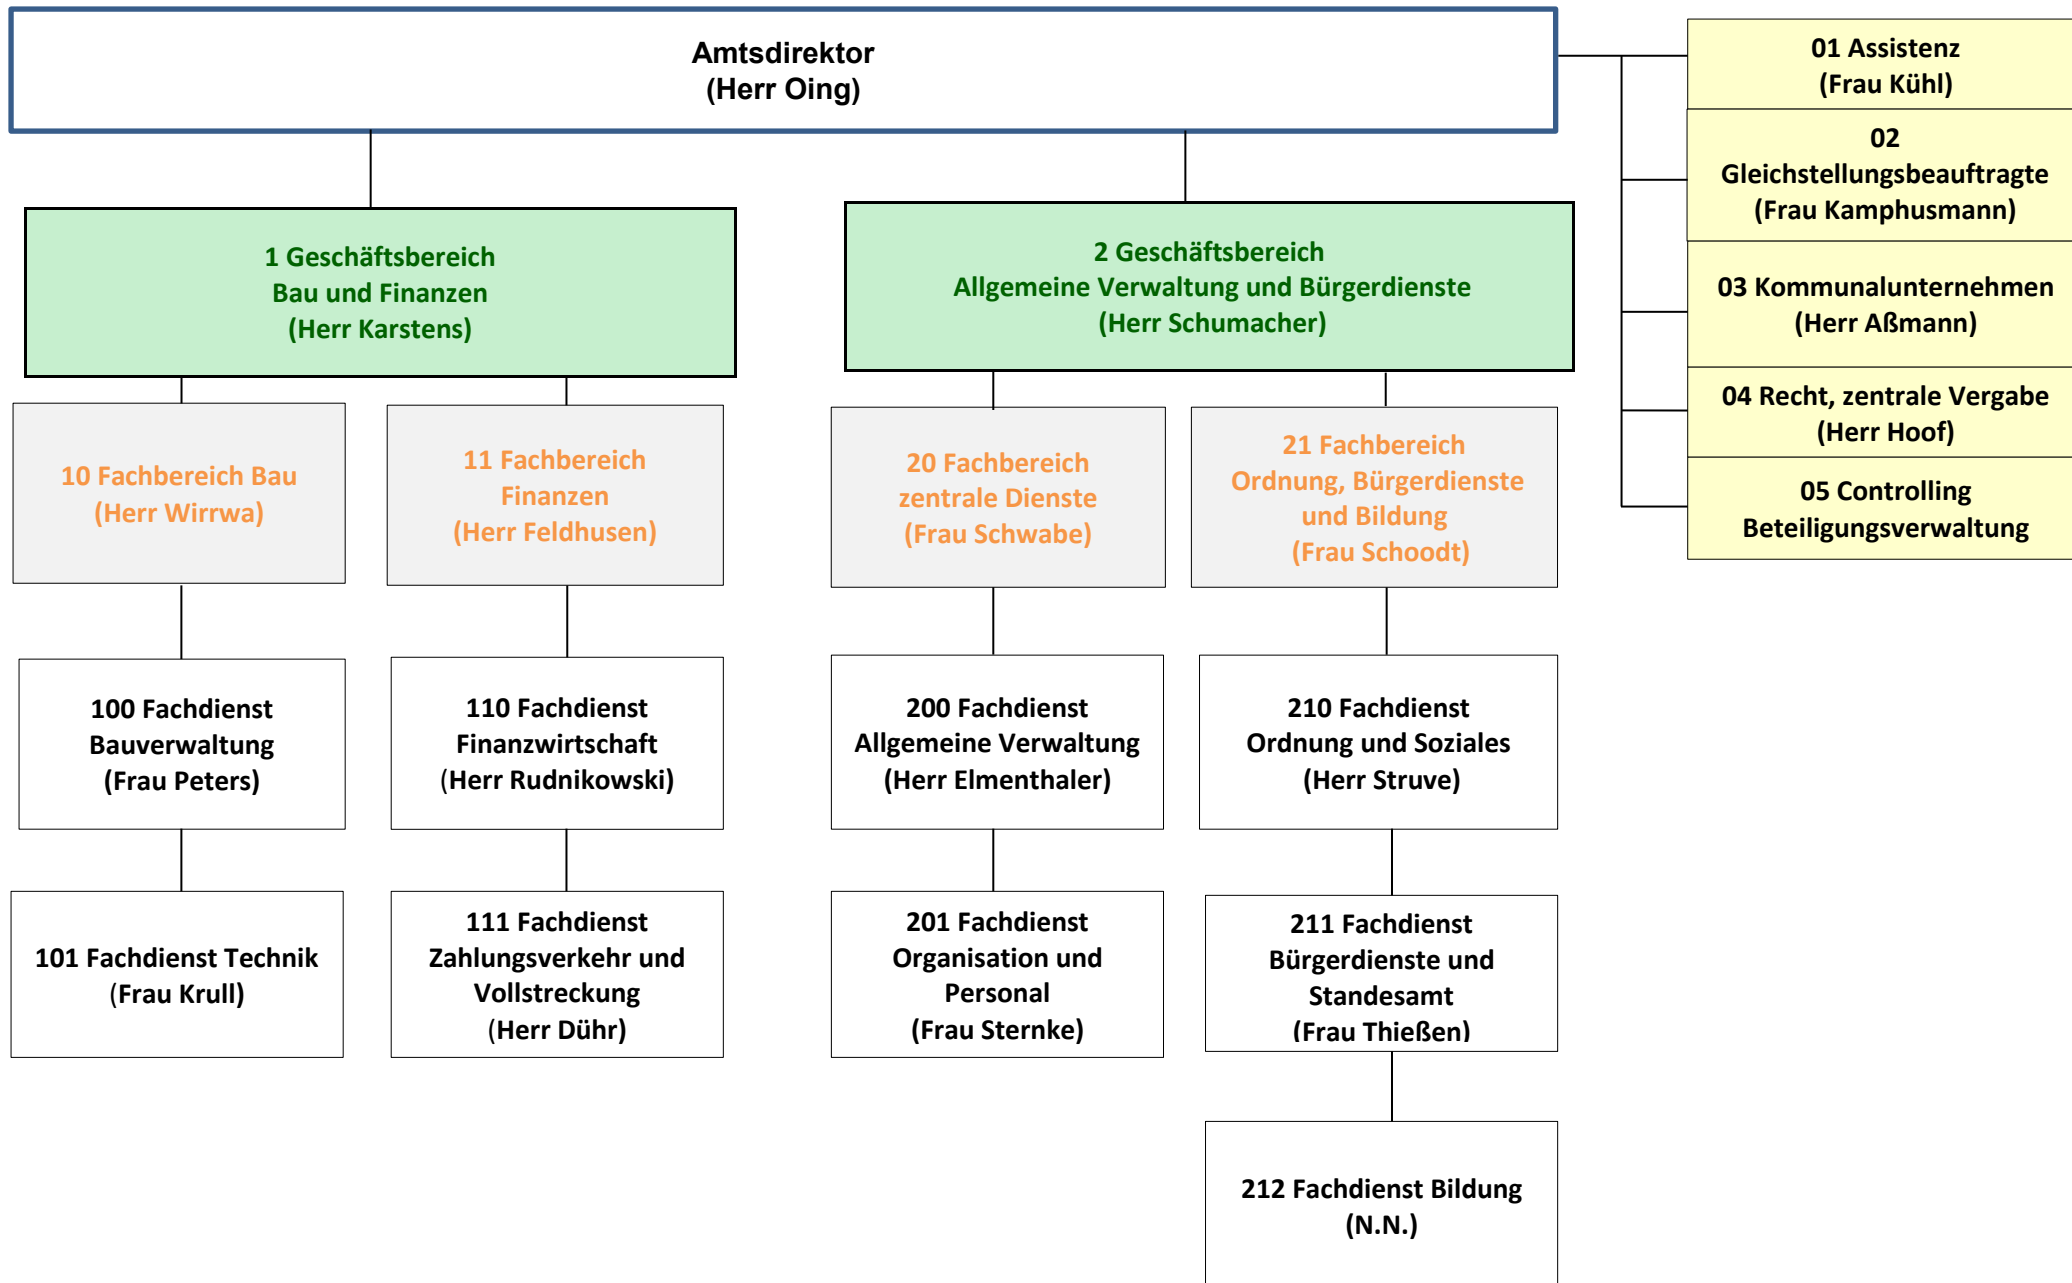 Amtsdirektor
(Herr Oing)
01 Assistenz
(Frau Kühl)
02
Gleichstellungsbeauftragte
(Frau Kamphusmann)
03 Kommunalunternehmen
(Herr Aßmann)
04 Recht, zentrale Vergabe
(Herr Hoof)
05 Controlling
Beteiligungsverwaltung
1 Geschäftsbereich
Bau und Finanzen
(Herr Karstens)
2 Geschäftsbereich
Allgemeine Verwaltung und Bürgerdienste
(Herr Schumacher)
10 Fachbereich Bau
(Herr Wirrwa)
11 Fachbereich
Finanzen
(Herr Feldhusen)
20 Fachbereich
zentrale Dienste
(Frau Schwabe)
21 Fachbereich
Ordnung, Bürgerdienste
und Bildung
(Frau Schoodt)
100 Fachdienst
Bauverwaltung
(Frau Peters)
110 Fachdienst
Finanzwirtschaft
(Herr Rudnikowski)
200 Fachdienst
Allgemeine Verwaltung
(Herr Elmenthaler)
210 Fachdienst
Ordnung und Soziales
(Herr Struve)
101 Fachdienst Technik
(Frau Krull)
111 Fachdienst
Zahlungsverkehr und
Vollstreckung
(Herr Dühr)
201 Fachdienst
Organisation und
Personal
(Frau Sternke)
211 Fachdienst
Bürgerdienste und
Standesamt
(Frau Thießen)
212 Fachdienst Bildung
(N.N.)